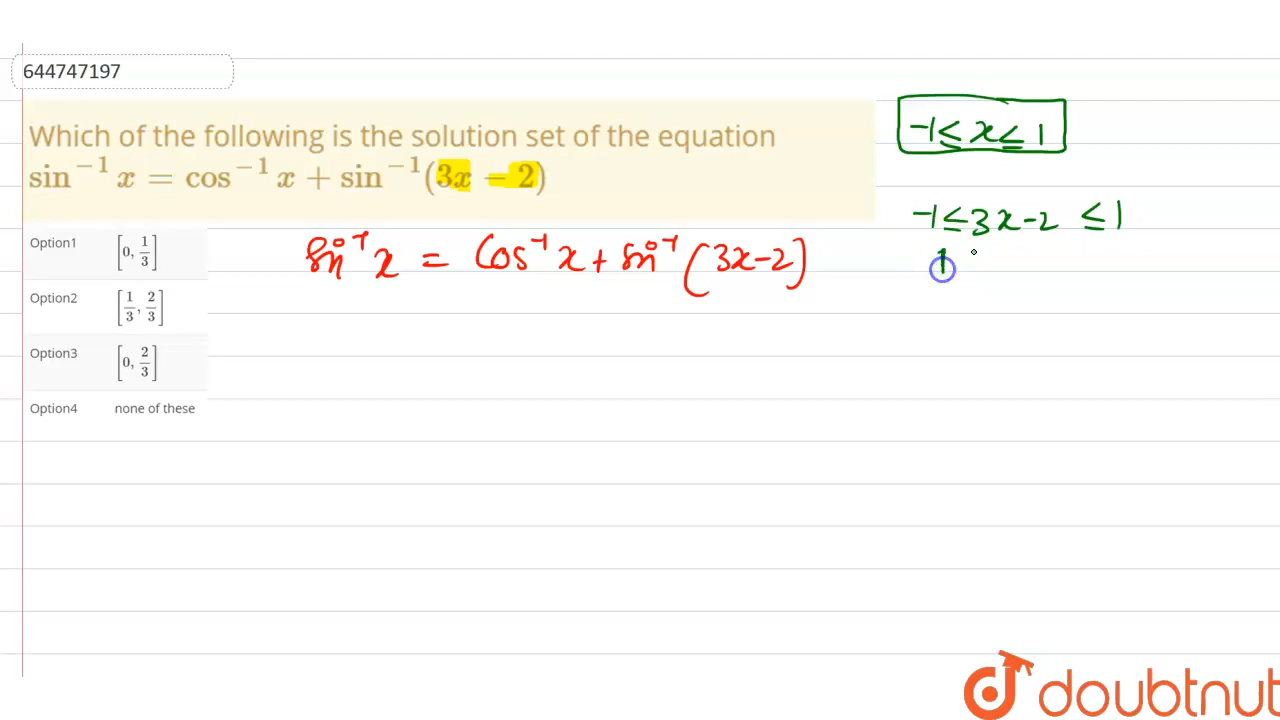 644747197
Which of the following is the solution set of the equation
sin⁻¹ x = cos⁻¹ x + sin⁻¹(3x − 2)
Option1 [0, 1/3]
Option2 [1/3, 2/3]
Option3 [0, 2/3]
Option4 none of these
sin⁻¹ x = cos⁻¹ x + sin⁻¹ (3x-2)
-1 ≤ x ≤ 1
-1 ≤ 3x-2 ≤ 1
1
doubtnut